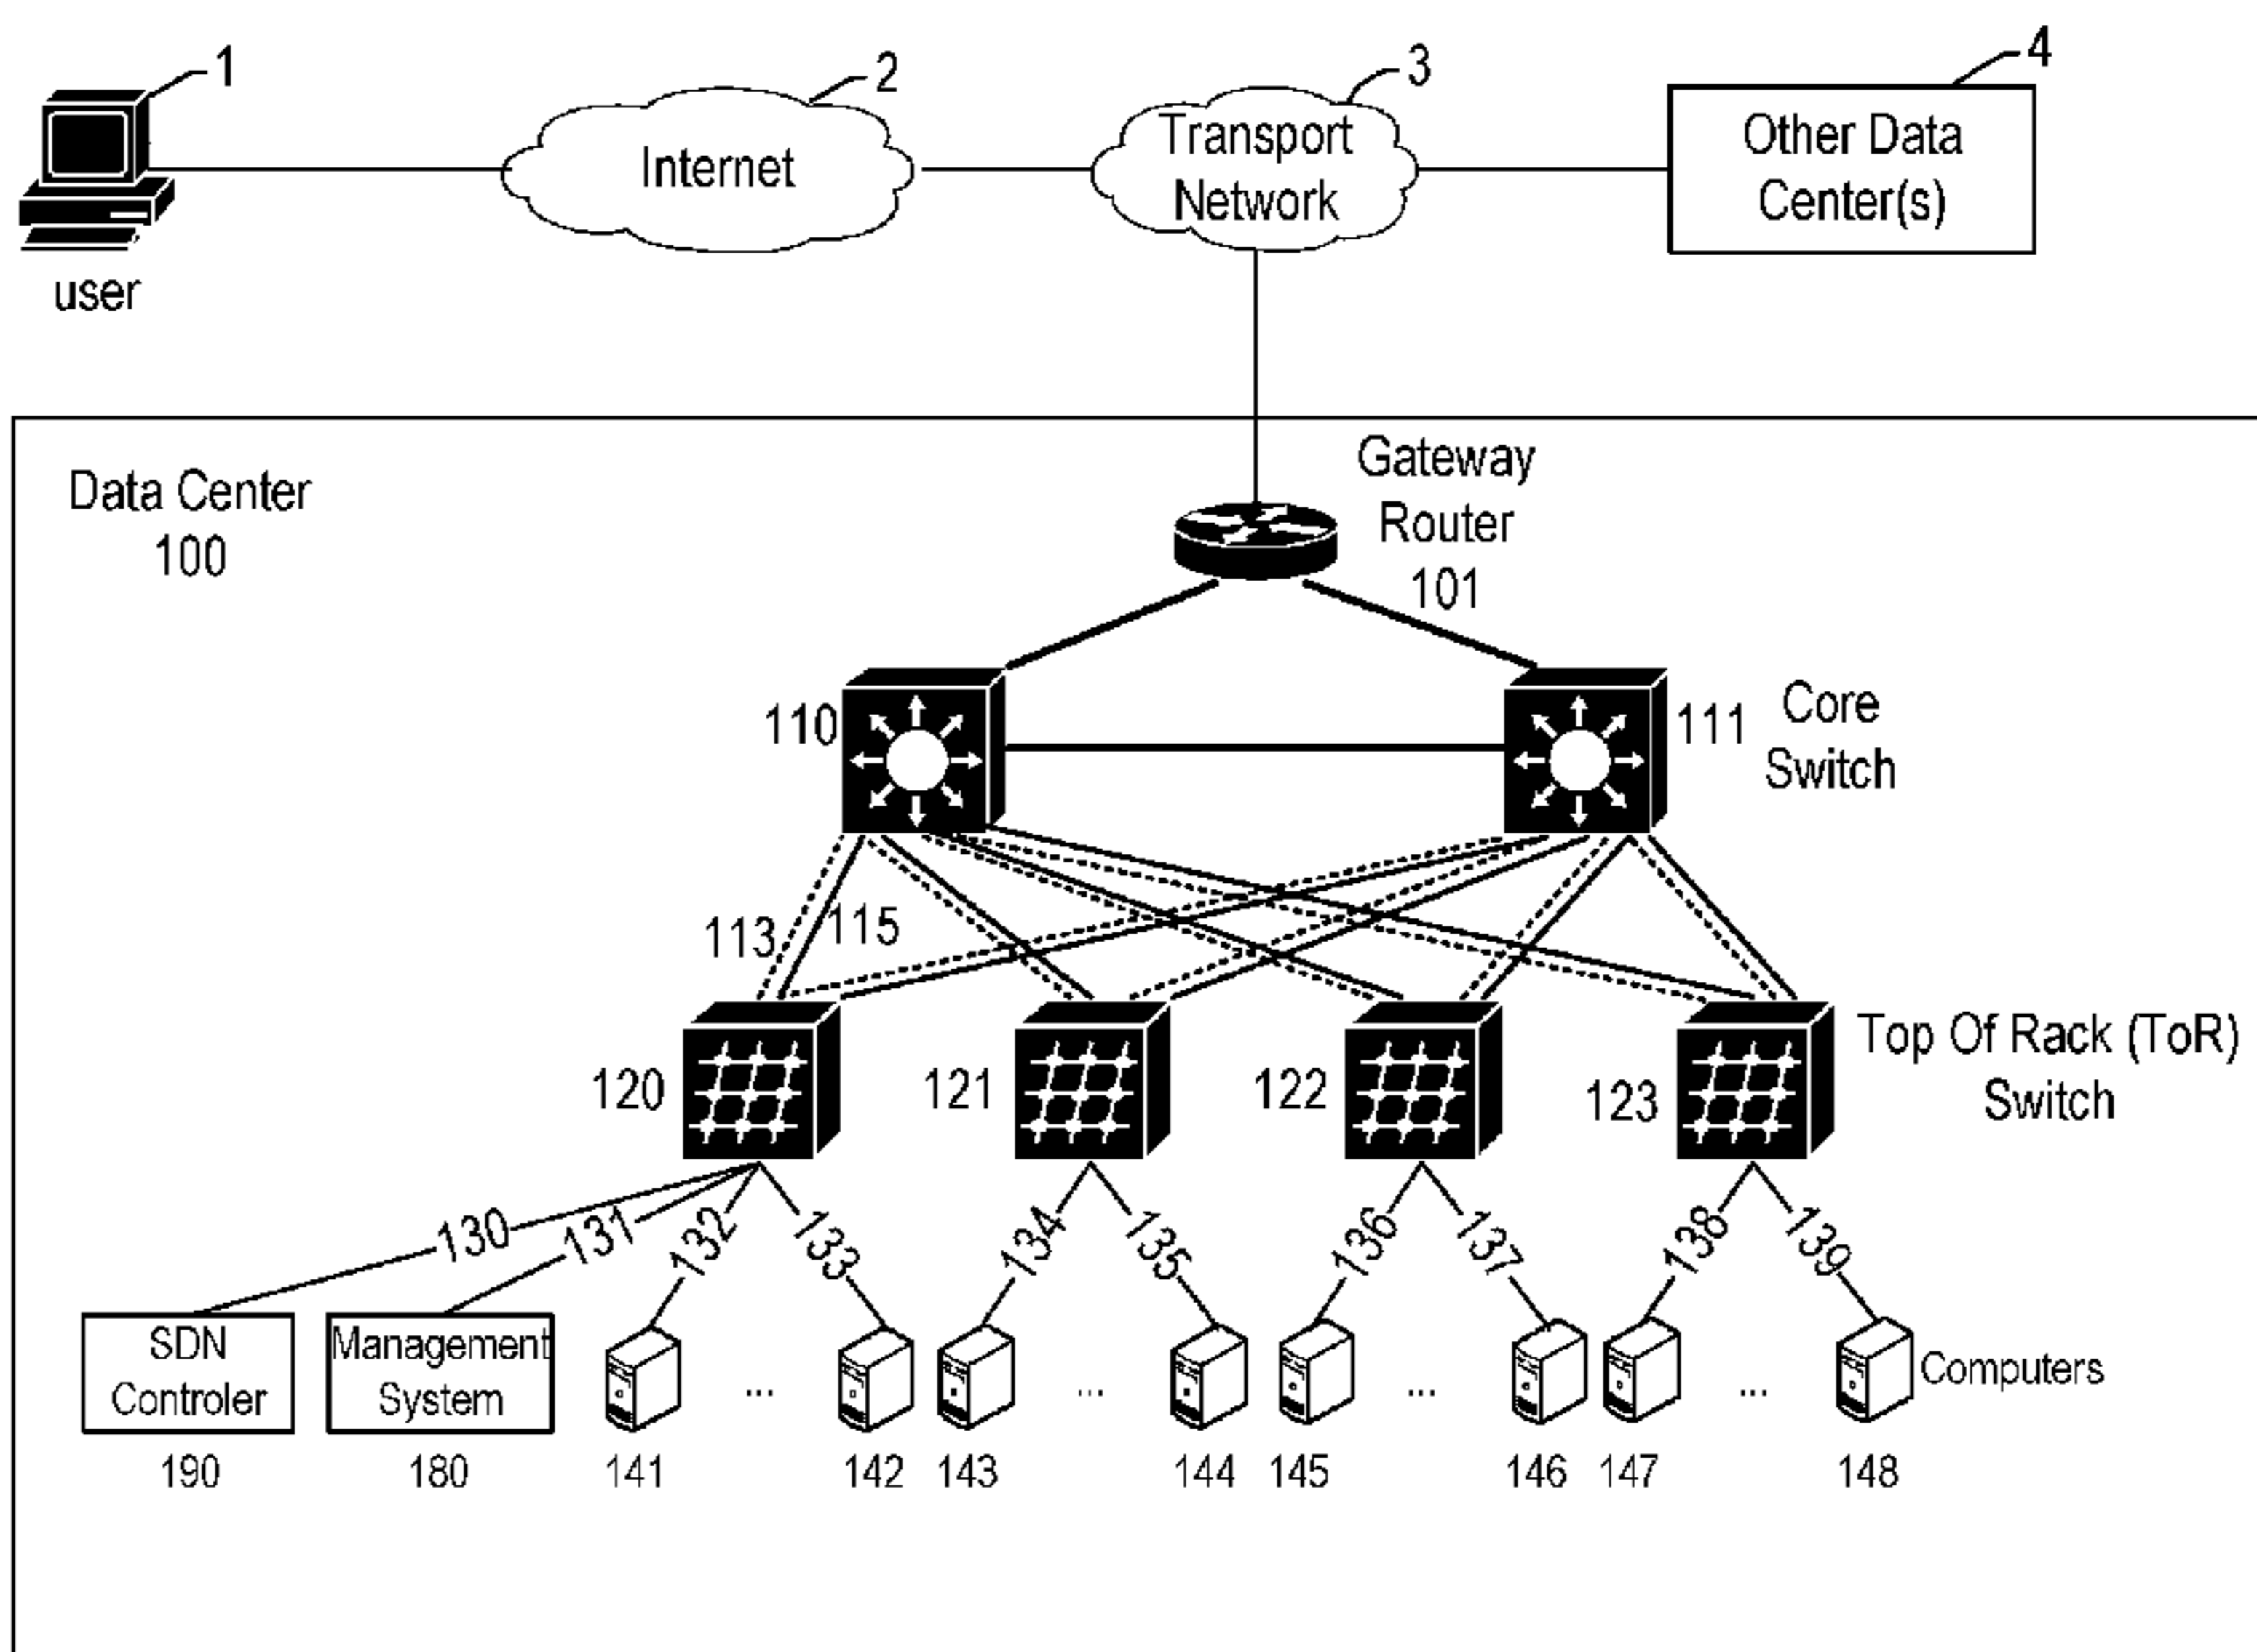 1
2
3
4
Internet
Transport
Network
Other Data
Center(s)
user
Data Center
100
Gateway
Router
101
110
111
Core
Switch
113
115
120
121
122
123
Top Of Rack (ToR)
Switch
130
131
132
133
134
135
136
137
138
139
SDN
Controler
Management
System
...
...
...
...
Computers
190
180
141
142
143
144
145
146
147
148